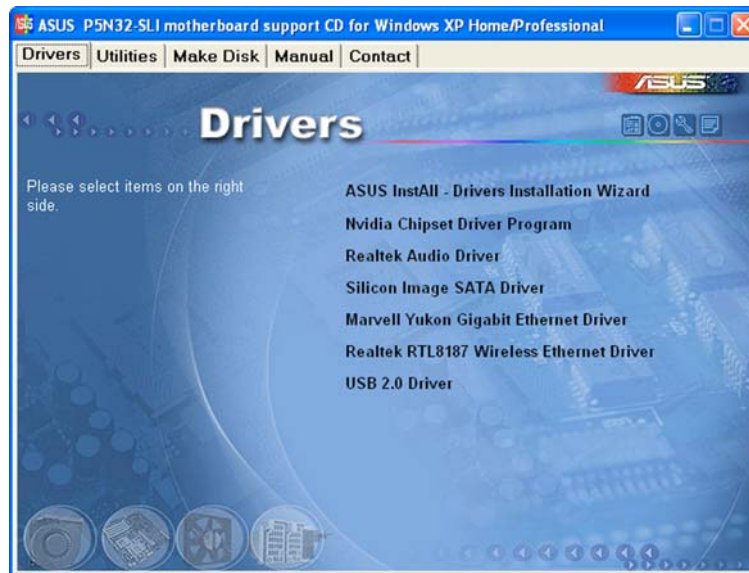 ASUS P5N32-SLI motherboard support CD for Windows XP Home/Professional
Drivers Utilities Make Disk Manual Contact
ASUS
Drivers
Please select items on the right
side.
ASUS InstAll - Drivers Installation Wizard
Nvidia Chipset Driver Program
Realtek Audio Driver
Silicon Image SATA Driver
Marvell Yukon Gigabit Ethernet Driver
Realtek RTL8187 Wireless Ethernet Driver
USB 2.0 Driver